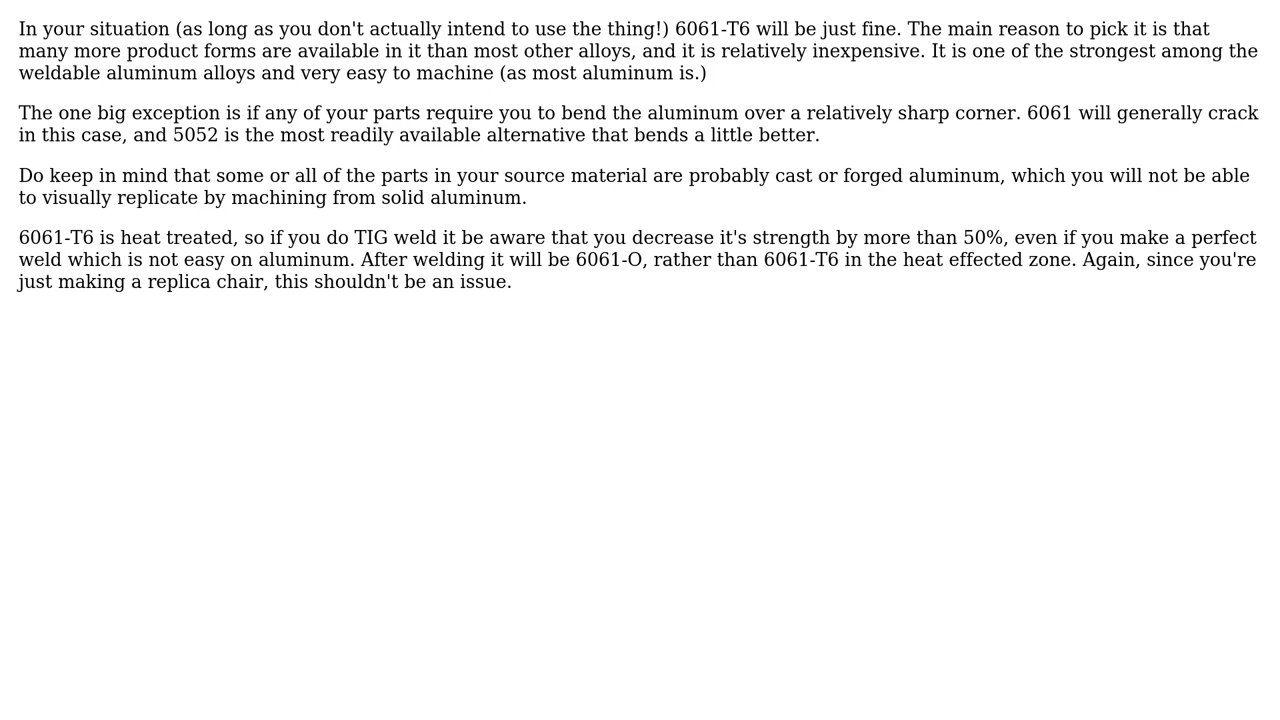 In your situation (as long as you don't actually intend to use the thing!) 6061-T6 will be just fine. The main reason to pick it is that
many more product forms are available in it than most other alloys, and it is relatively inexpensive. It is one of the strongest among the
weldable aluminum alloys and very easy to machine (as most aluminum is.)
The one big exception is if any of your parts require you to bend the aluminum over a relatively sharp corner. 6061 will generally crack
in this case, and 5052 is the most readily available alternative that bends a little better.
Do keep in mind that some or all of the parts in your source material are probably cast or forged aluminum, which you will not be able
to visually replicate by machining from solid aluminum.
6061-T6 is heat treated, so if you do TIG weld it be aware that you decrease it's strength by more than 50%, even if you make a perfect
weld which is not easy on aluminum. After welding it will be 6061-O, rather than 6061-T6 in the heat effected zone. Again, since you're
just making a replica chair, this shouldn't be an issue.